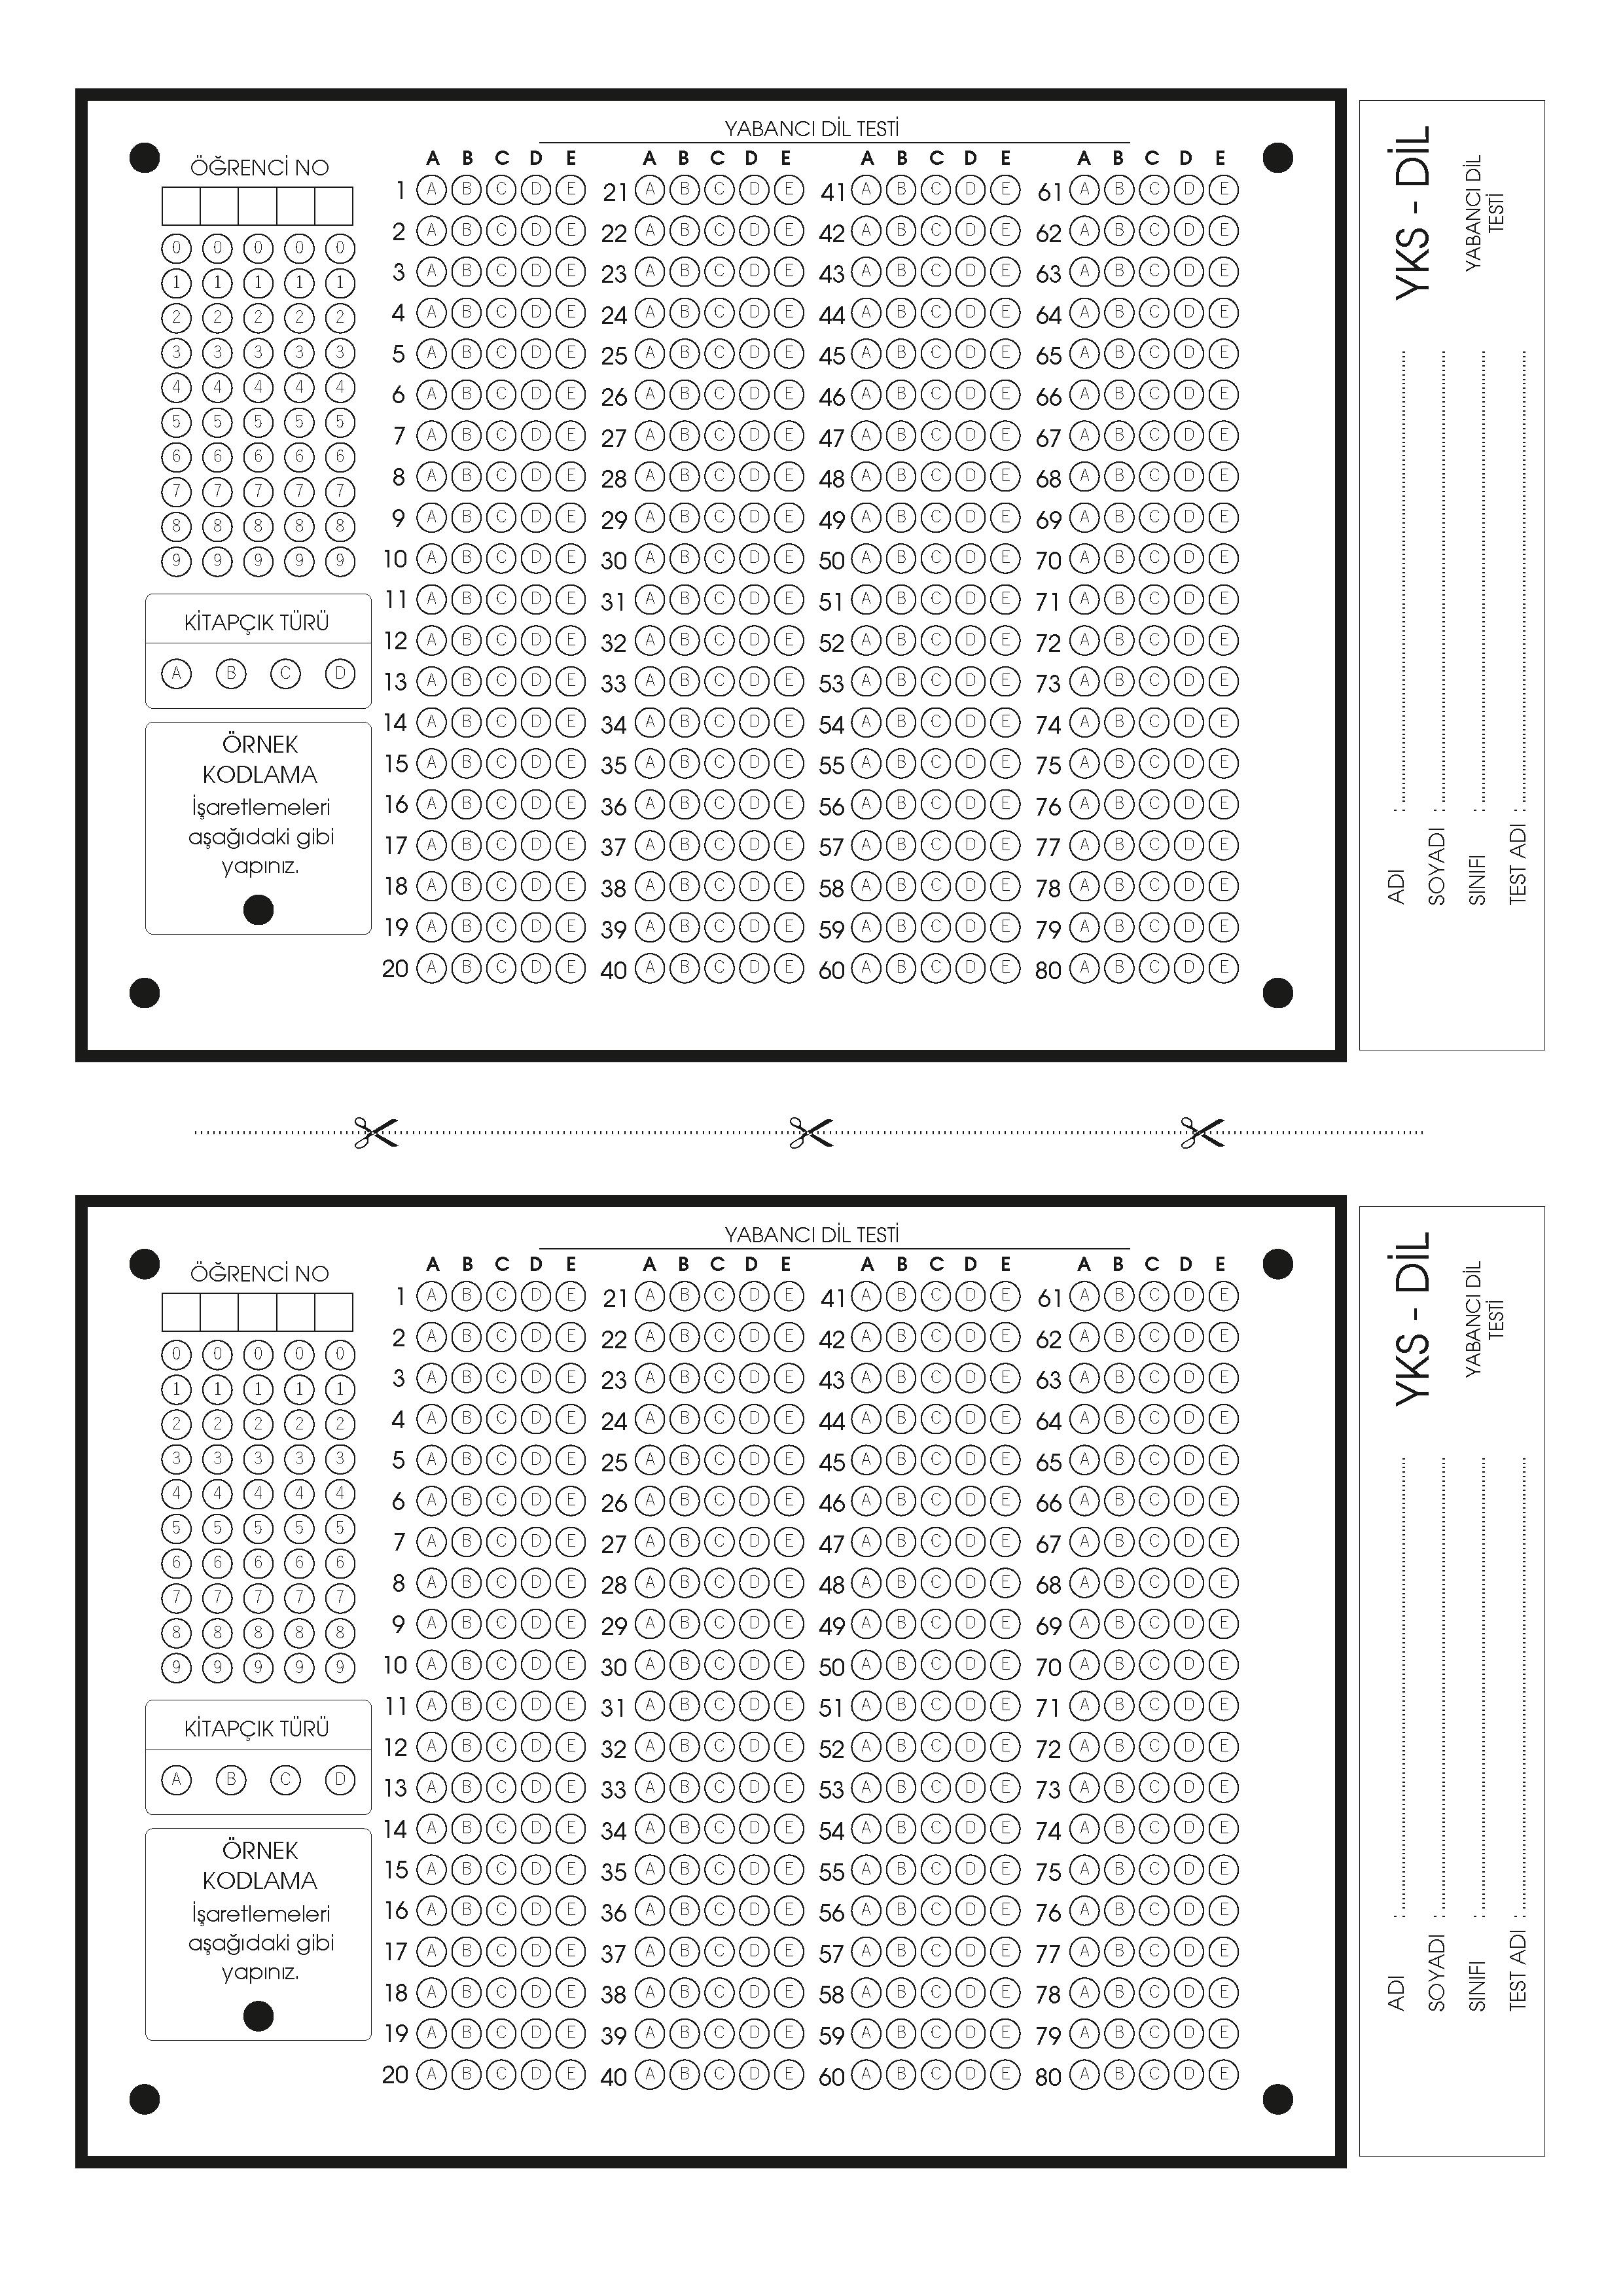 YABANCI DİL TESTİ
ÖĞRENCİ NO
A B C D E A B C D E A B C D E A B C D E
1 A B C D E 21 A B C D E 41 A B C D E 61 A B C D E
2 A B C D E 22 A B C D E 42 A B C D E 62 A B C D E
3 A B C D E 23 A B C D E 43 A B C D E 63 A B C D E
4 A B C D E 24 A B C D E 44 A B C D E 64 A B C D E
5 A B C D E 25 A B C D E 45 A B C D E 65 A B C D E
6 A B C D E 26 A B C D E 46 A B C D E 66 A B C D E
7 A B C D E 27 A B C D E 47 A B C D E 67 A B C D E
8 A B C D E 28 A B C D E 48 A B C D E 68 A B C D E
9 A B C D E 29 A B C D E 49 A B C D E 69 A B C D E
10 A B C D E 30 A B C D E 50 A B C D E 70 A B C D E
11 A B C D E 31 A B C D E 51 A B C D E 71 A B C D E
12 A B C D E 32 A B C D E 52 A B C D E 72 A B C D E
13 A B C D E 33 A B C D E 53 A B C D E 73 A B C D E
14 A B C D E 34 A B C D E 54 A B C D E 74 A B C D E
15 A B C D E 35 A B C D E 55 A B C D E 75 A B C D E
16 A B C D E 36 A B C D E 56 A B C D E 76 A B C D E
17 A B C D E 37 A B C D E 57 A B C D E 77 A B C D E
18 A B C D E 38 A B C D E 58 A B C D E 78 A B C D E
19 A B C D E 39 A B C D E 59 A B C D E 79 A B C D E
20 A B C D E 40 A B C D E 60 A B C D E 80 A B C D E
0 0 0 0 0
1 1 1 1 1
2 2 2 2 2
3 3 3 3 3
4 4 4 4 4
5 5 5 5 5
6 6 6 6 6
7 7 7 7 7
8 8 8 8 8
9 9 9 9 9
KİTAPÇIK TÜRÜ
A B C D
ÖRNEK
KODLAMA
İşaretlemeleri
aşağıdaki gibi
yapınız.
YKS - DİL
YABANCI DİL
TESTİ
ADI :
SOYADI :
SINIFI :
TEST ADI :
YABANCI DİL TESTİ
ÖĞRENCİ NO
A B C D E A B C D E A B C D E A B C D E
1 A B C D E 21 A B C D E 41 A B C D E 61 A B C D E
2 A B C D E 22 A B C D E 42 A B C D E 62 A B C D E
3 A B C D E 23 A B C D E 43 A B C D E 63 A B C D E
4 A B C D E 24 A B C D E 44 A B C D E 64 A B C D E
5 A B C D E 25 A B C D E 45 A B C D E 65 A B C D E
6 A B C D E 26 A B C D E 46 A B C D E 66 A B C D E
7 A B C D E 27 A B C D E 47 A B C D E 67 A B C D E
8 A B C D E 28 A B C D E 48 A B C D E 68 A B C D E
9 A B C D E 29 A B C D E 49 A B C D E 69 A B C D E
10 A B C D E 30 A B C D E 50 A B C D E 70 A B C D E
11 A B C D E 31 A B C D E 51 A B C D E 71 A B C D E
12 A B C D E 32 A B C D E 52 A B C D E 72 A B C D E
13 A B C D E 33 A B C D E 53 A B C D E 73 A B C D E
14 A B C D E 34 A B C D E 54 A B C D E 74 A B C D E
15 A B C D E 35 A B C D E 55 A B C D E 75 A B C D E
16 A B C D E 36 A B C D E 56 A B C D E 76 A B C D E
17 A B C D E 37 A B C D E 57 A B C D E 77 A B C D E
18 A B C D E 38 A B C D E 58 A B C D E 78 A B C D E
19 A B C D E 39 A B C D E 59 A B C D E 79 A B C D E
20 A B C D E 40 A B C D E 60 A B C D E 80 A B C D E
0 0 0 0 0
1 1 1 1 1
2 2 2 2 2
3 3 3 3 3
4 4 4 4 4
5 5 5 5 5
6 6 6 6 6
7 7 7 7 7
8 8 8 8 8
9 9 9 9 9
KİTAPÇIK TÜRÜ
A B C D
ÖRNEK
KODLAMA
İşaretlemeleri
aşağıdaki gibi
yapınız.
YKS - DİL
YABANCI DİL
TESTİ
ADI :
SOYADI :
SINIFI :
TEST ADI :